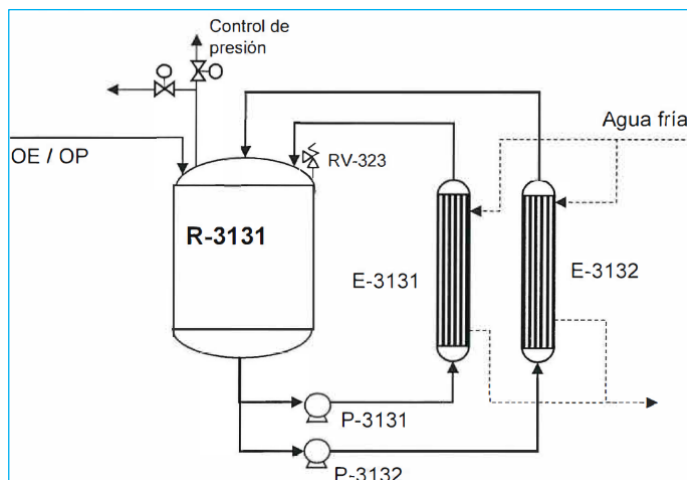 Control de
presión
Agua fría
OE / OP
RV-323
R-3131
E-3131
E-3132
P-3131
P-3132